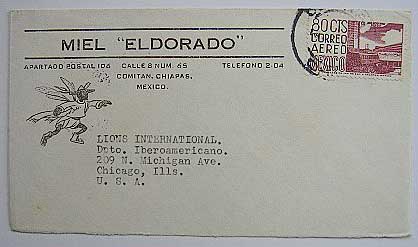 MIEL "ELDORADO"
APARTADO POSTAL 106 CALLE 8 NUM. 65 TELEFONO 2-04
COMITAN, CHIAPAS,
MEXICO.
80 CTS
CORREO
AEREO
MEXICO
LIONS INTERNATIONAL.
Dpto. Iberoamericano.
209 N. Michigan Ave.
Chicago, Ills.
U. S. A.